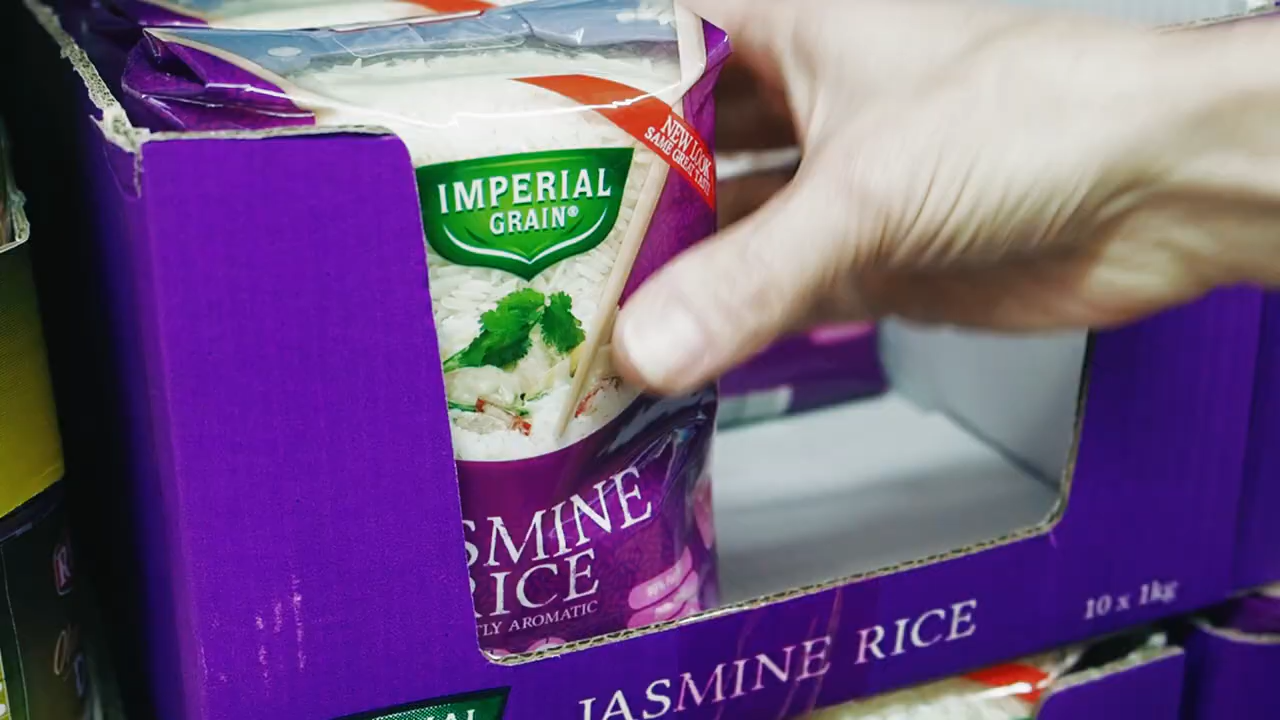 NEW LOOK
SAME GREAT TASTE
IMPERIAL
GRAIN®
SMINE
RICE
TLY AROMATIC
JASMINE RICE
10 x 1kg